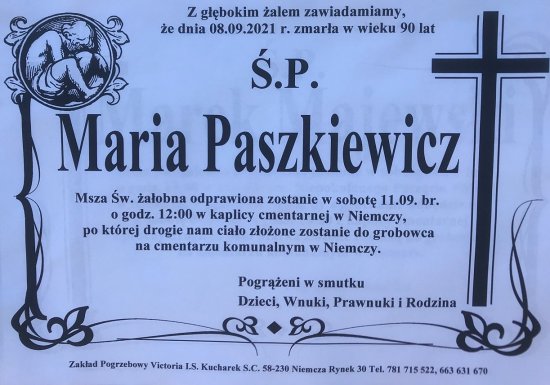 Z głębokim żalem zawiadamiamy,
że dnia 08.09.2021 r. zmarła w wieku 90 lat
Ś.P.
Maria Paszkiewicz
Msza Św. żałobna odprawiona zostanie w sobotę 11.09. br.
o godz. 12:00 w kaplicy cmentarnej w Niemczy,
po której drogie nam ciało złożone zostanie do grobowca
na cmentarzu komunalnym w Niemczy.
Pogrążeni w smutku
Dzieci, Wnuki, Prawnuki i Rodzina
Zakład Pogrzebowy Victoria I.S. Kucharek S.C. 58-230 Niemcza Rynek 30 Tel. 781 715 522, 663 631 670